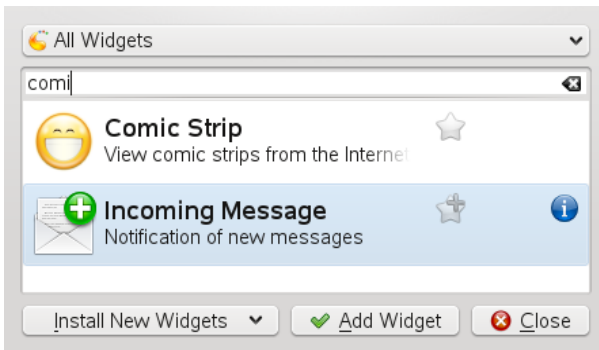 All Widgets
comi
Comic Strip
View comic strips from the Internet
Incoming Message
Notification of new messages
Install New Widgets
Add Widget
Close